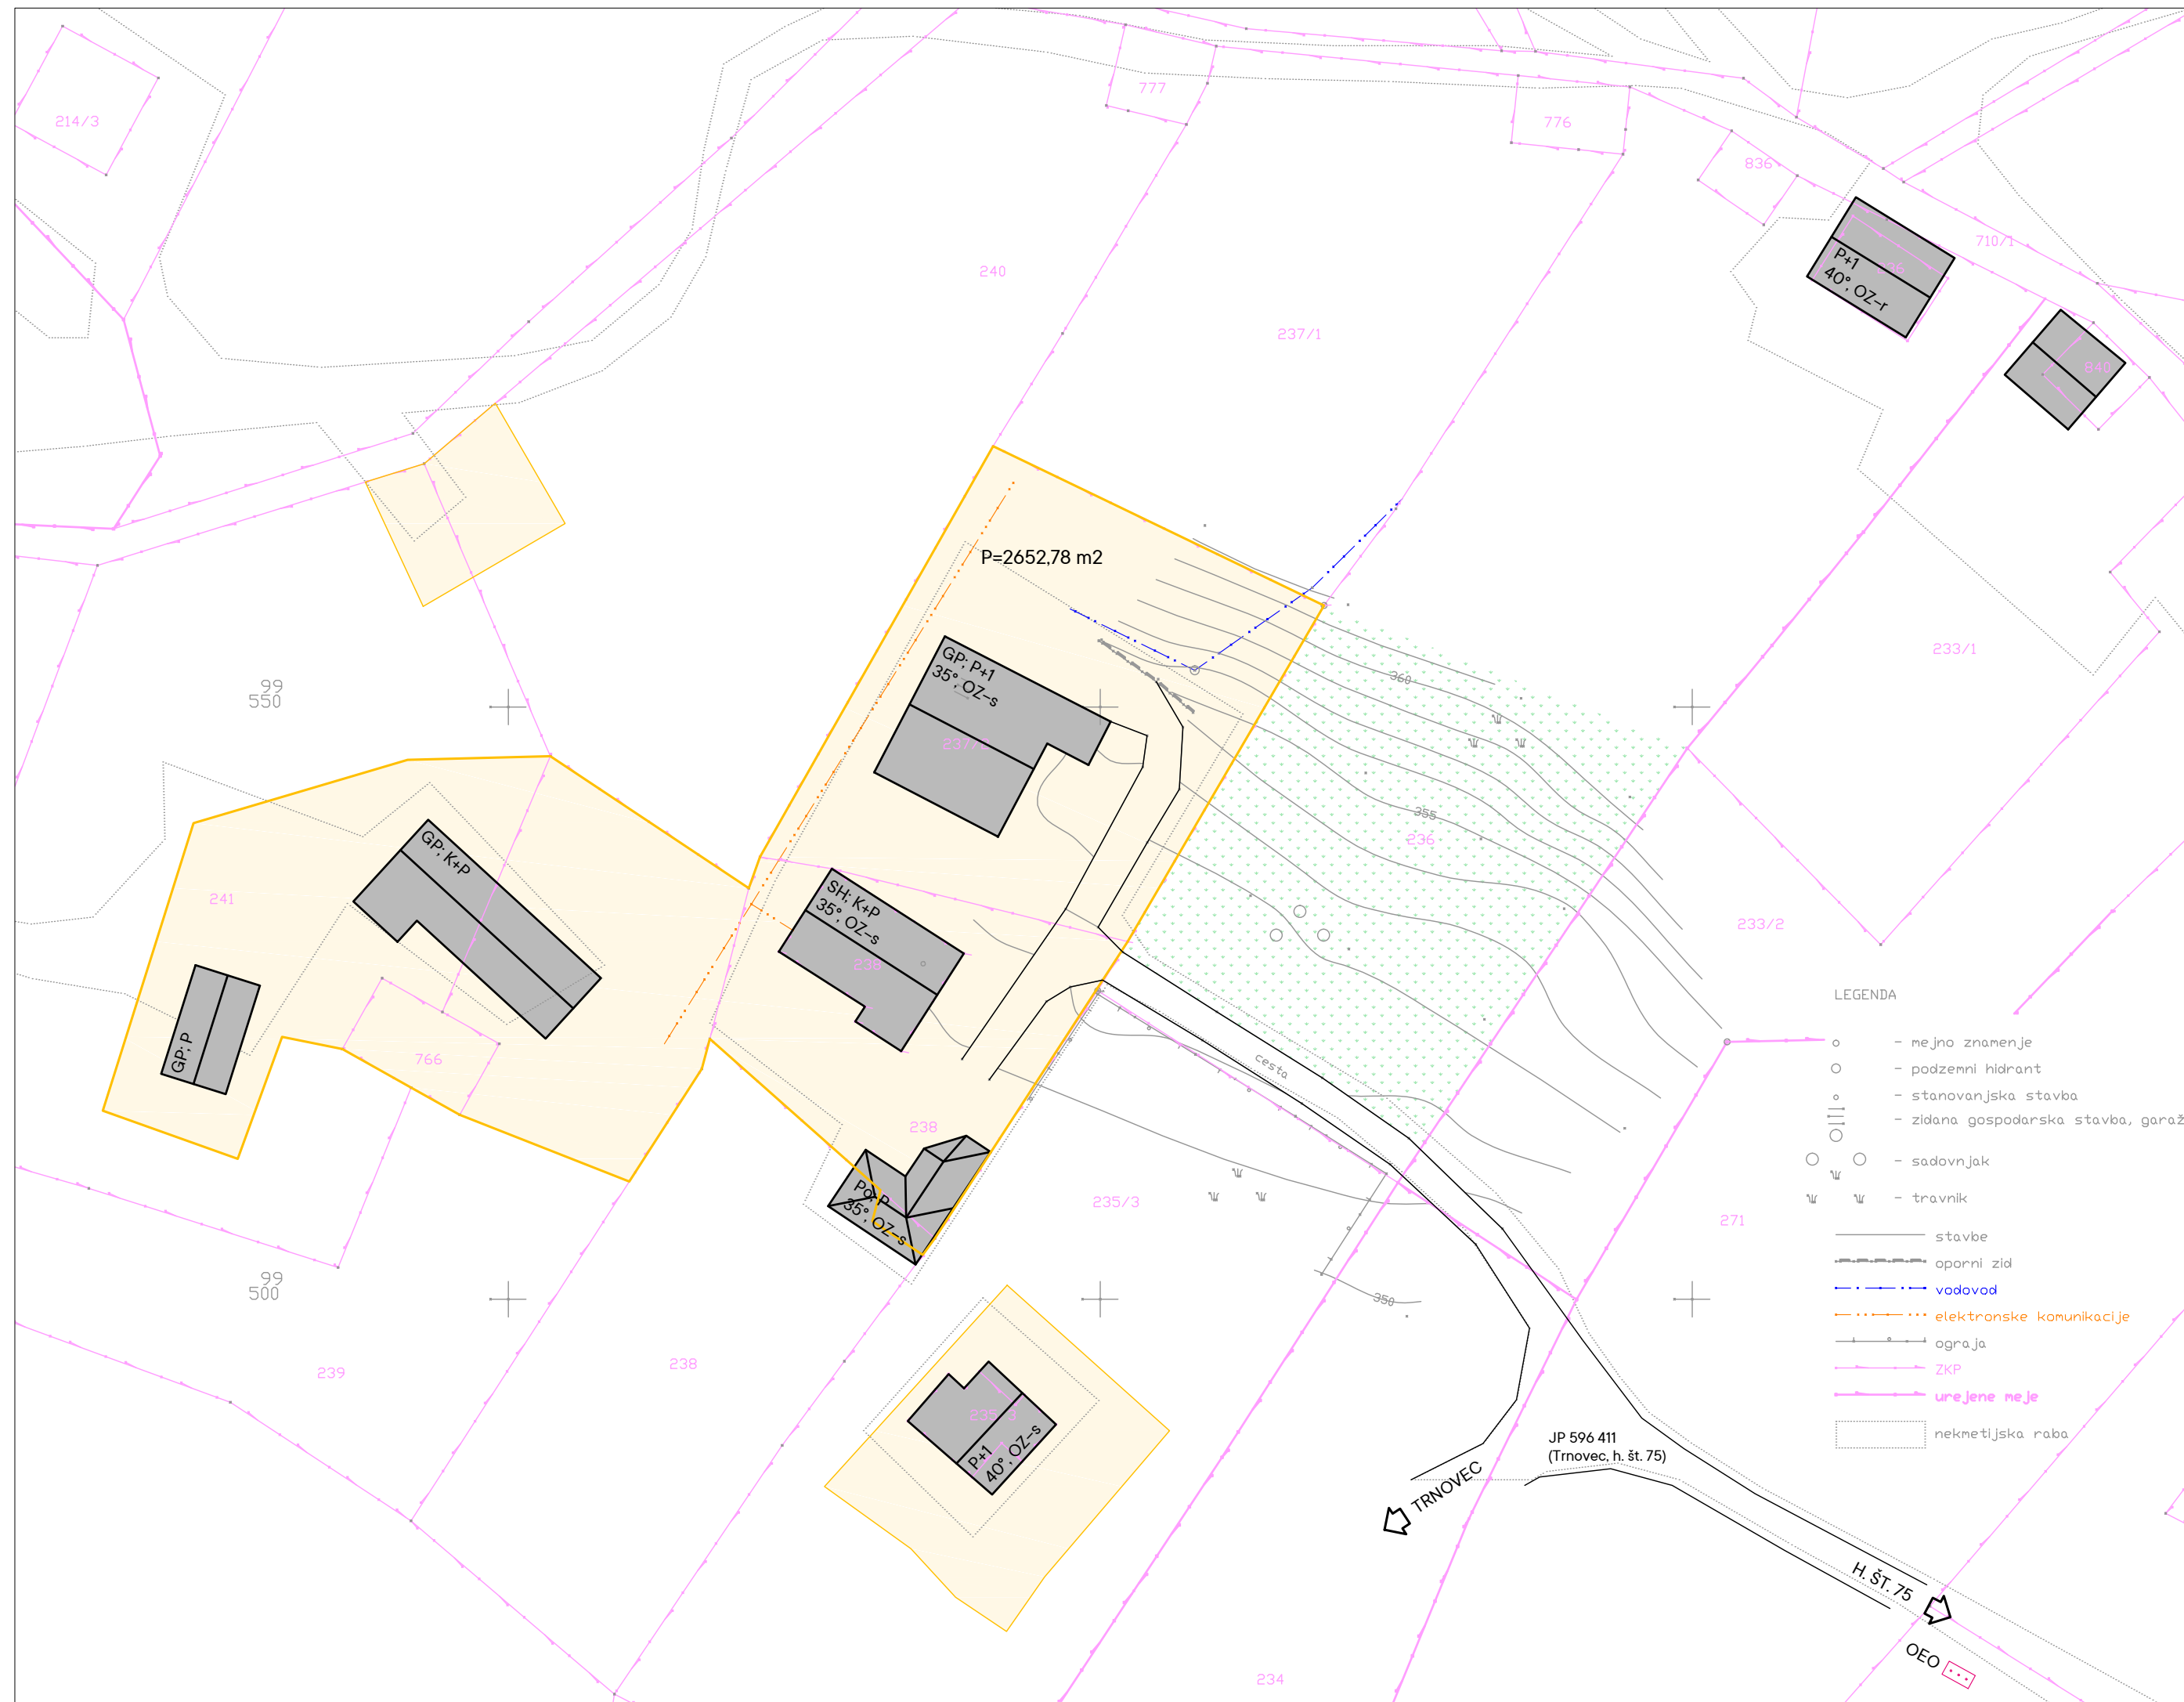 214/3
777
776
836
710/1
240
P+1
40°, OZ-r
237/1
840
P=2652,78 m2
233/1
99
550
GP; P+1
35°, OZ-s
360
355
236
GP; K+P
241
SH; K+P
35°, OZ-s
238
233/2
LEGENDA
- mejno znamenje
- podzemni hidrant
- stanovanjska stavba
- zidana gospodarska stavba, garaž
- sadovnjak
- travnik
stavbe
oporni zid
vodovod
elektronske komunikacije
ograja
ZKP
urejene meje
nekmetijska raba
GP; P
766
cesta
238
35°, OZ-s
235/3
271
99
500
350
239
238
P+1
40°, OZ-s
JP 596 411
(Trnovec, h. št. 75)
TRNOVEC
H. ŠT. 75
OEO
234